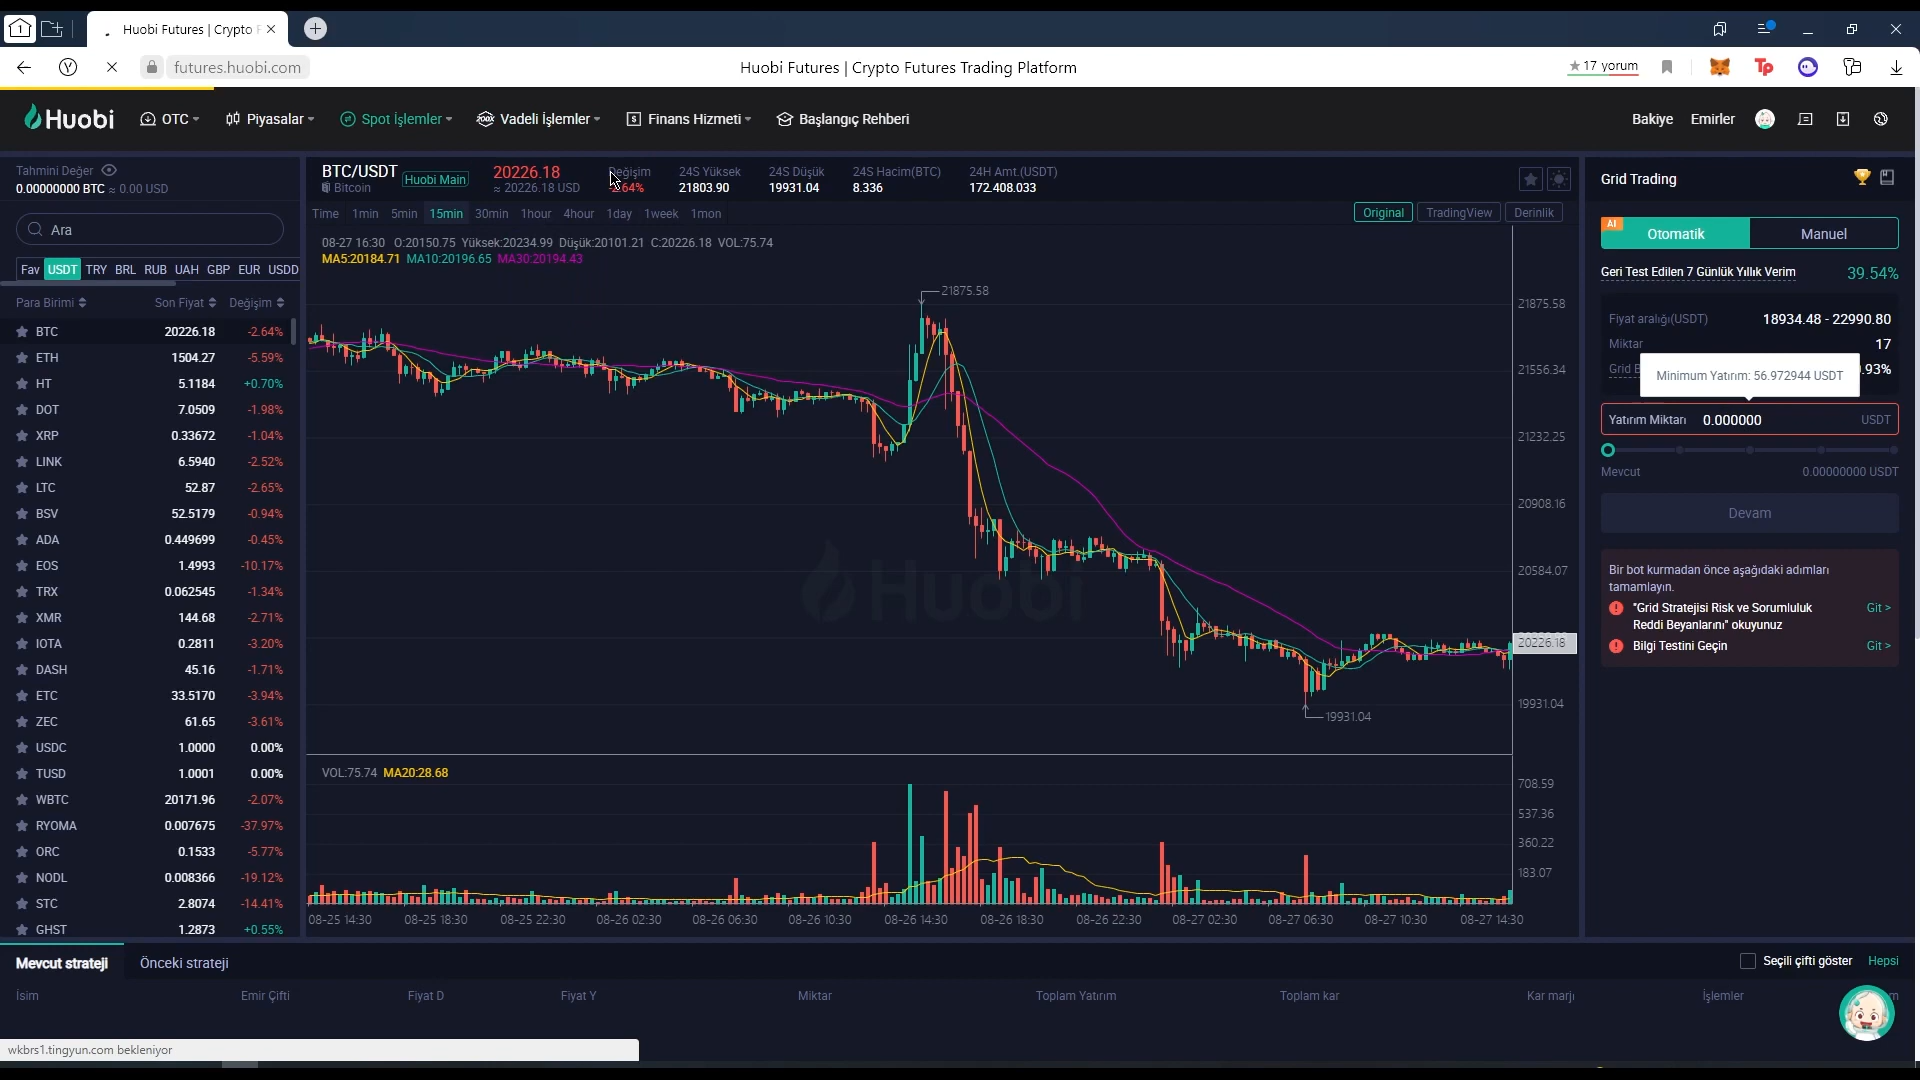 1
Huobi Futures | Crypto F
futures.huobi.com
Huobi Futures | Crypto Futures Trading Platform
17 yorum
Tp
Huobi
OTC
Piyasalar
Spot İşlemler
Vadeli İşlemler
Finans Hizmeti
Başlangıç Rehberi
Bakiye
Emirler
Tahmini Değer
0.00000000 BTC ≈ 0.00 USD
Ara
Fav USDT TRY BRL RUB UAH GBP EUR USDD
Para Birimi Son Fiyat Değişim
BTC 20226.18 -2.64%
ETH 1504.27 -5.59%
HT 5.1184 +0.70%
DOT 7.0509 -1.98%
XRP 0.33672 -1.04%
LINK 6.5940 -2.52%
LTC 52.87 -2.65%
BSV 52.5179 -0.94%
ADA 0.449699 -0.45%
EOS 1.4993 -10.17%
TRX 0.062545 -1.34%
XMR 144.68 -2.71%
IOTA 0.2811 -3.20%
DASH 45.16 -1.71%
ETC 33.5170 -3.94%
ZEC 61.65 -3.61%
USDC 1.0000 0.00%
TUSD 1.0001 0.00%
WBTC 20171.96 -2.07%
RYOMA 0.007675 -37.97%
ORC 0.1533 -5.77%
NODL 0.008366 -19.12%
STC 2.8074 -14.41%
GHST 1.2873 +0.55%
BTC/USDT
Bitcoin
Huobi Main
20226.18
≈ 20226.18 USD
24S Yüksek
21803.90
24S Düşük
19931.04
24S Hacim(BTC)
8.336
24H Amt.(USDT)
172.408.033
Time 1min 5min 15min 30min 1hour 4hour 1day 1week 1mon
Original TradingView Derinlik
08-27 16:30 O:20150.75 Yüksek:20234.99 Düşük:20101.21 C:20226.18 VOL:75.74
MA5:20184.71 MA10:20196.65 MA30:20194.43
21875.58
21875.58
21556.34
21232.25
20908.16
20584.07
20226.18
19931.04
19931.04
Huobi
VOL:75.74 MA20:28.68
708.59
537.36
360.22
183.07
08-25 14:30 08-25 18:30 08-25 22:30 08-26 02:30 08-26 06:30 08-26 10:30 08-26 14:30 08-26 18:30 08-26 22:30 08-27 02:30 08-27 06:30 08-27 10:30 08-27 14:30
Grid Trading
AI
Otomatik Manuel
Geri Test Edilen 7 Günlük Yıllık Verim 39.54%
Fiyat aralığı(USDT) 18934.48 - 22990.80
Miktar 17
Grid
.93%
Minimum Yatırım: 56.972944 USDT
Yatırım Miktarı 0.000000 USDT
Mevcut 0.00000000 USDT
Devam
Bir bot kurmadan önce aşağıdaki adımları
tamamlayın.
"Grid Stratejisi Risk ve Sorumluluk
Reddi Beyanlarını" okuyunuz
Git >
Bilgi Testini Geçin
Git >
Mevcut strateji Önceki strateji
Seçili çifti göster Hepsi
İsim Emir Çifti Fiyat D Fiyat Y Miktar Toplam Yatırım Toplam kar Kar marjı İşlemler
wkbrs1.tingyun.com bekleniyor